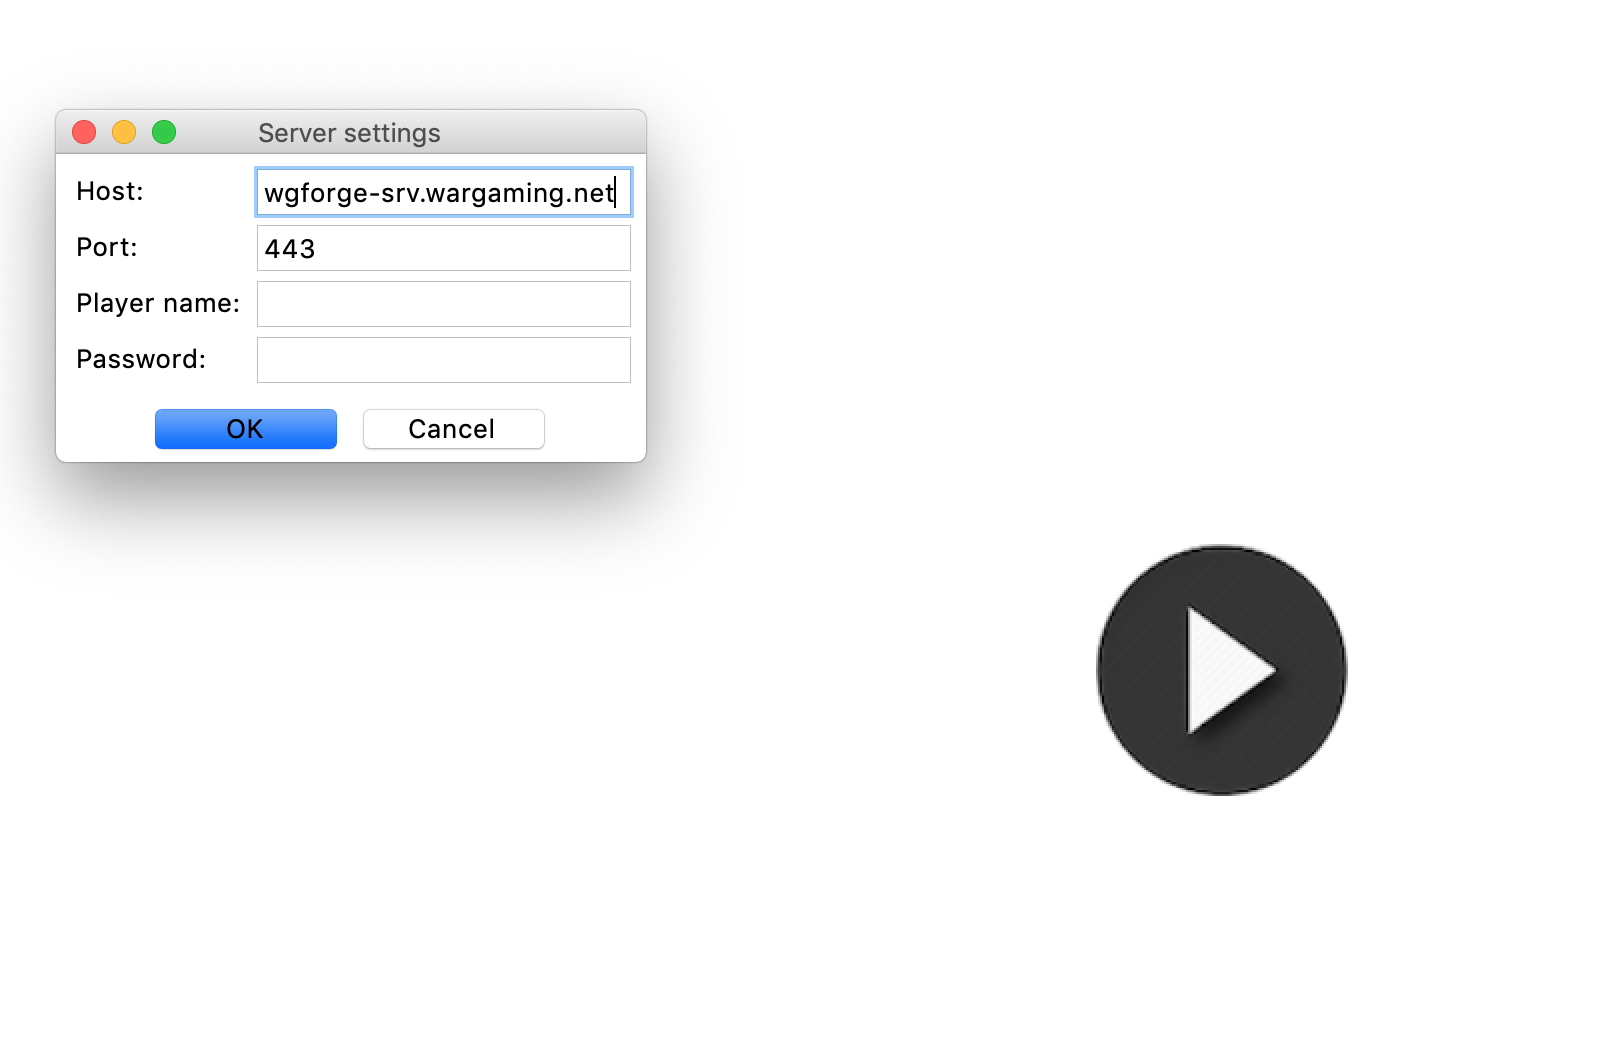 Server settings
Host: wgforge-srv.wargaming.net
Port: 443
Player name:
Password:
OK Cancel